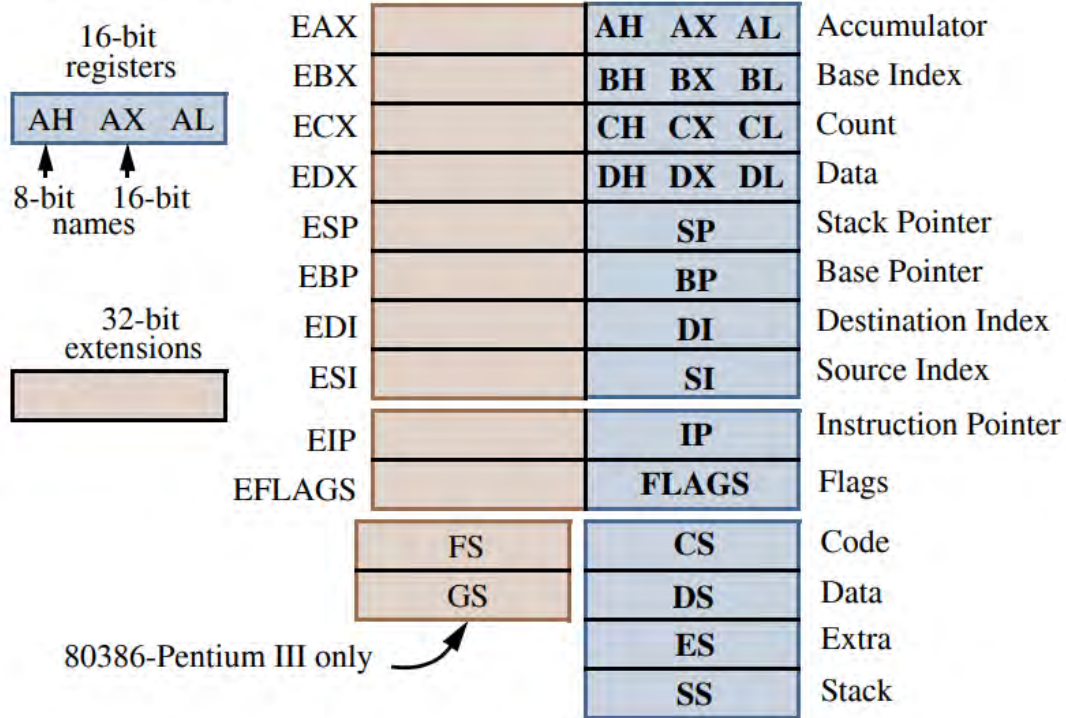 16-bit
registers
AH AX AL
8-bit 16-bit
names
32-bit
extensions
EAX AH AX AL Accumulator
EBX BH BX BL Base Index
ECX CH CX CL Count
EDX DH DX DL Data
ESP SP Stack Pointer
EBP BP Base Pointer
EDI DI Destination Index
ESI SI Source Index
EIP IP Instruction Pointer
EFLAGS FLAGS Flags
FS CS Code
GS DS Data
80386-Pentium III only
ES Extra
SS Stack